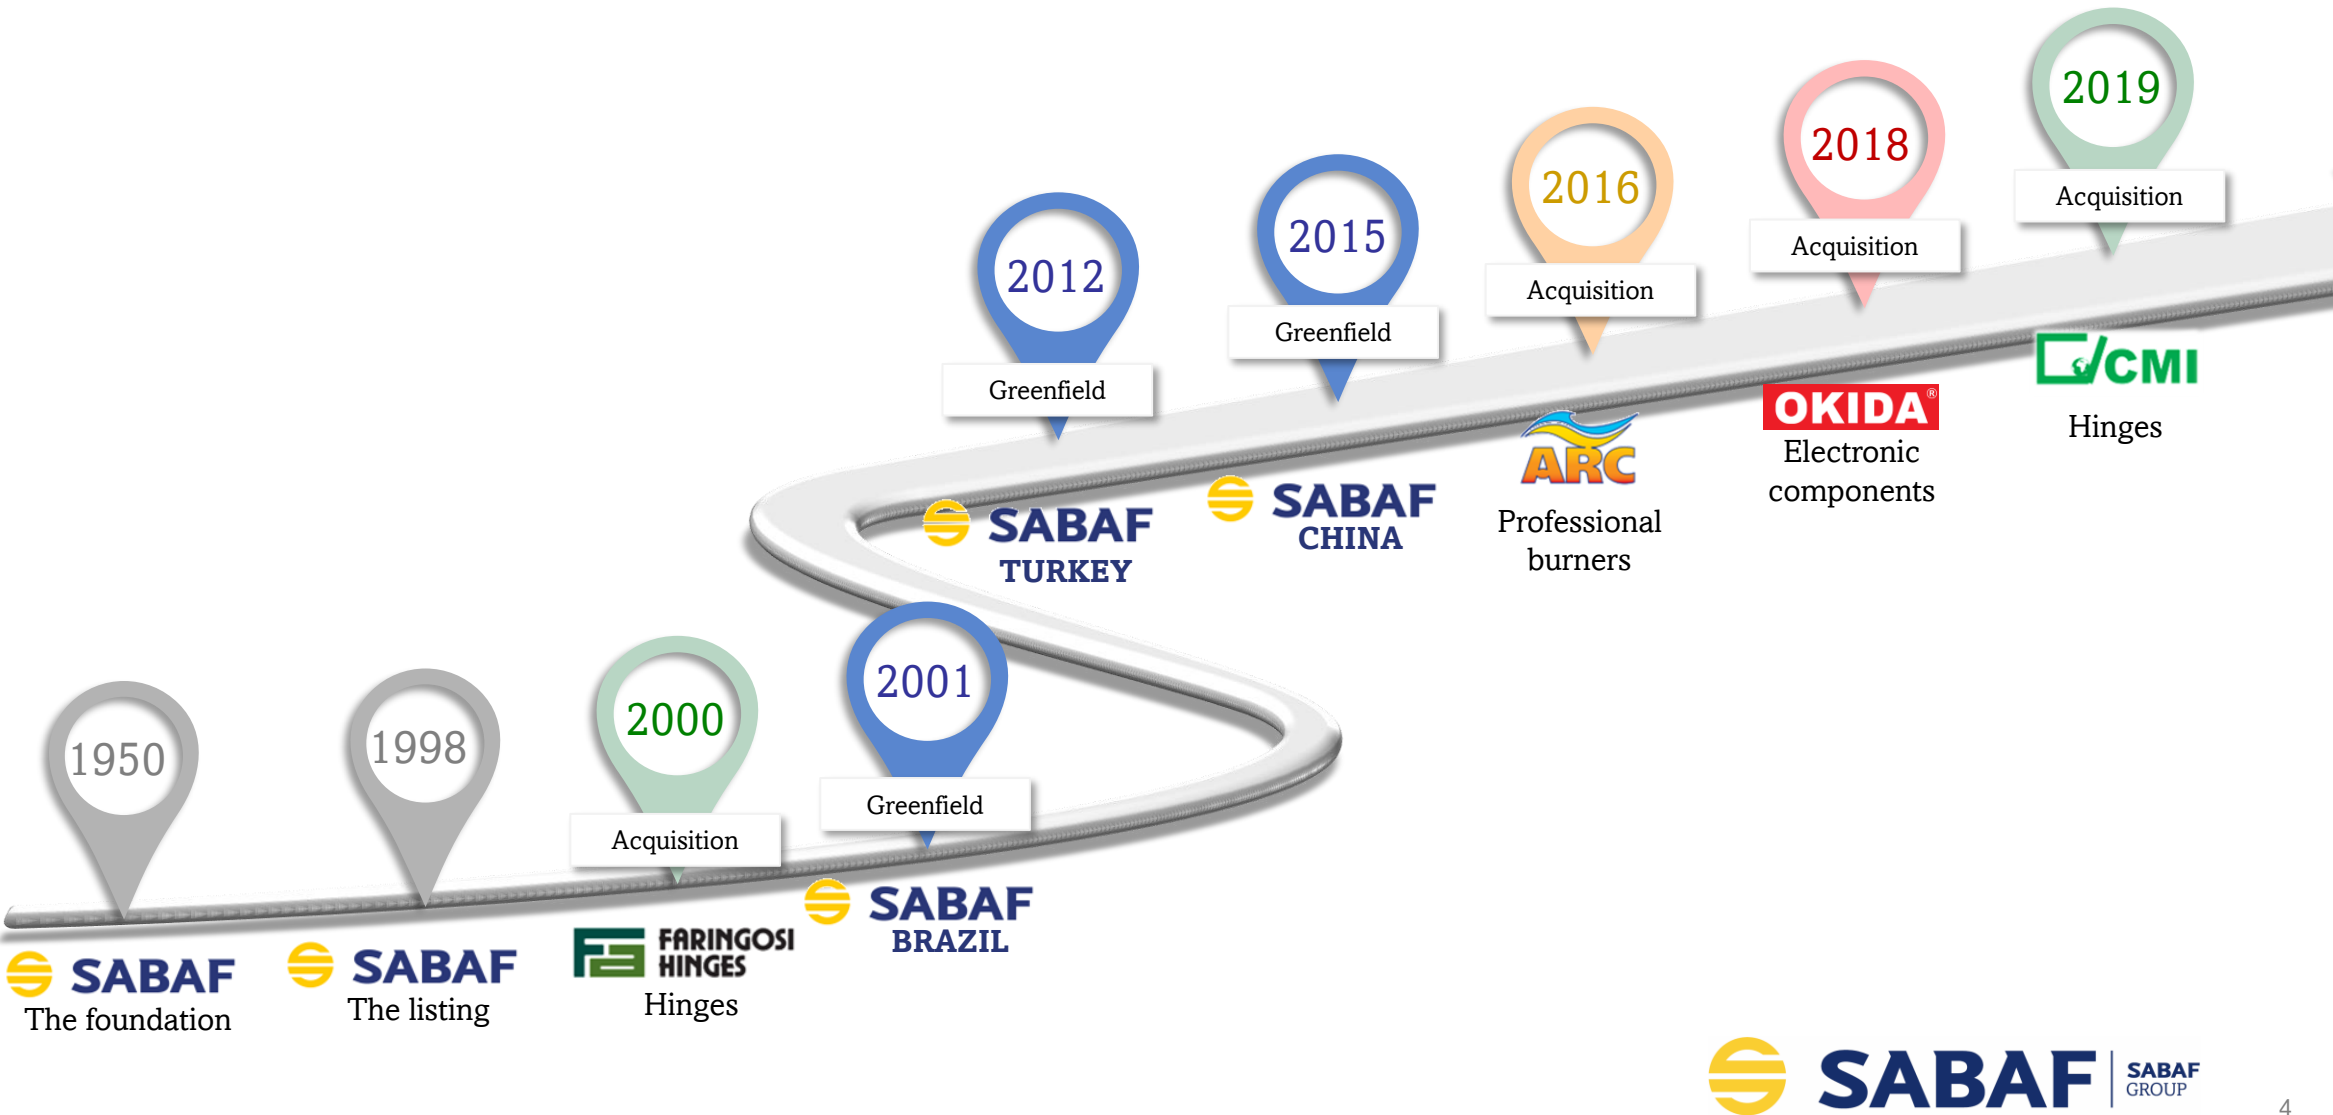 1950
SABAF
The foundation
1998
SABAF
The listing
2000
Acquisition
FARINGOSI
HINGES
Hinges
2001
Greenfield
SABAF
BRAZIL
2012
Greenfield
SABAF
TURKEY
2015
Greenfield
SABAF
CHINA
2016
Acquisition
ARC
Professional
burners
2018
Acquisition
OKIDA®
Electronic
components
2019
Acquisition
CMI
Hinges
SABAF
SABAF
GROUP
4